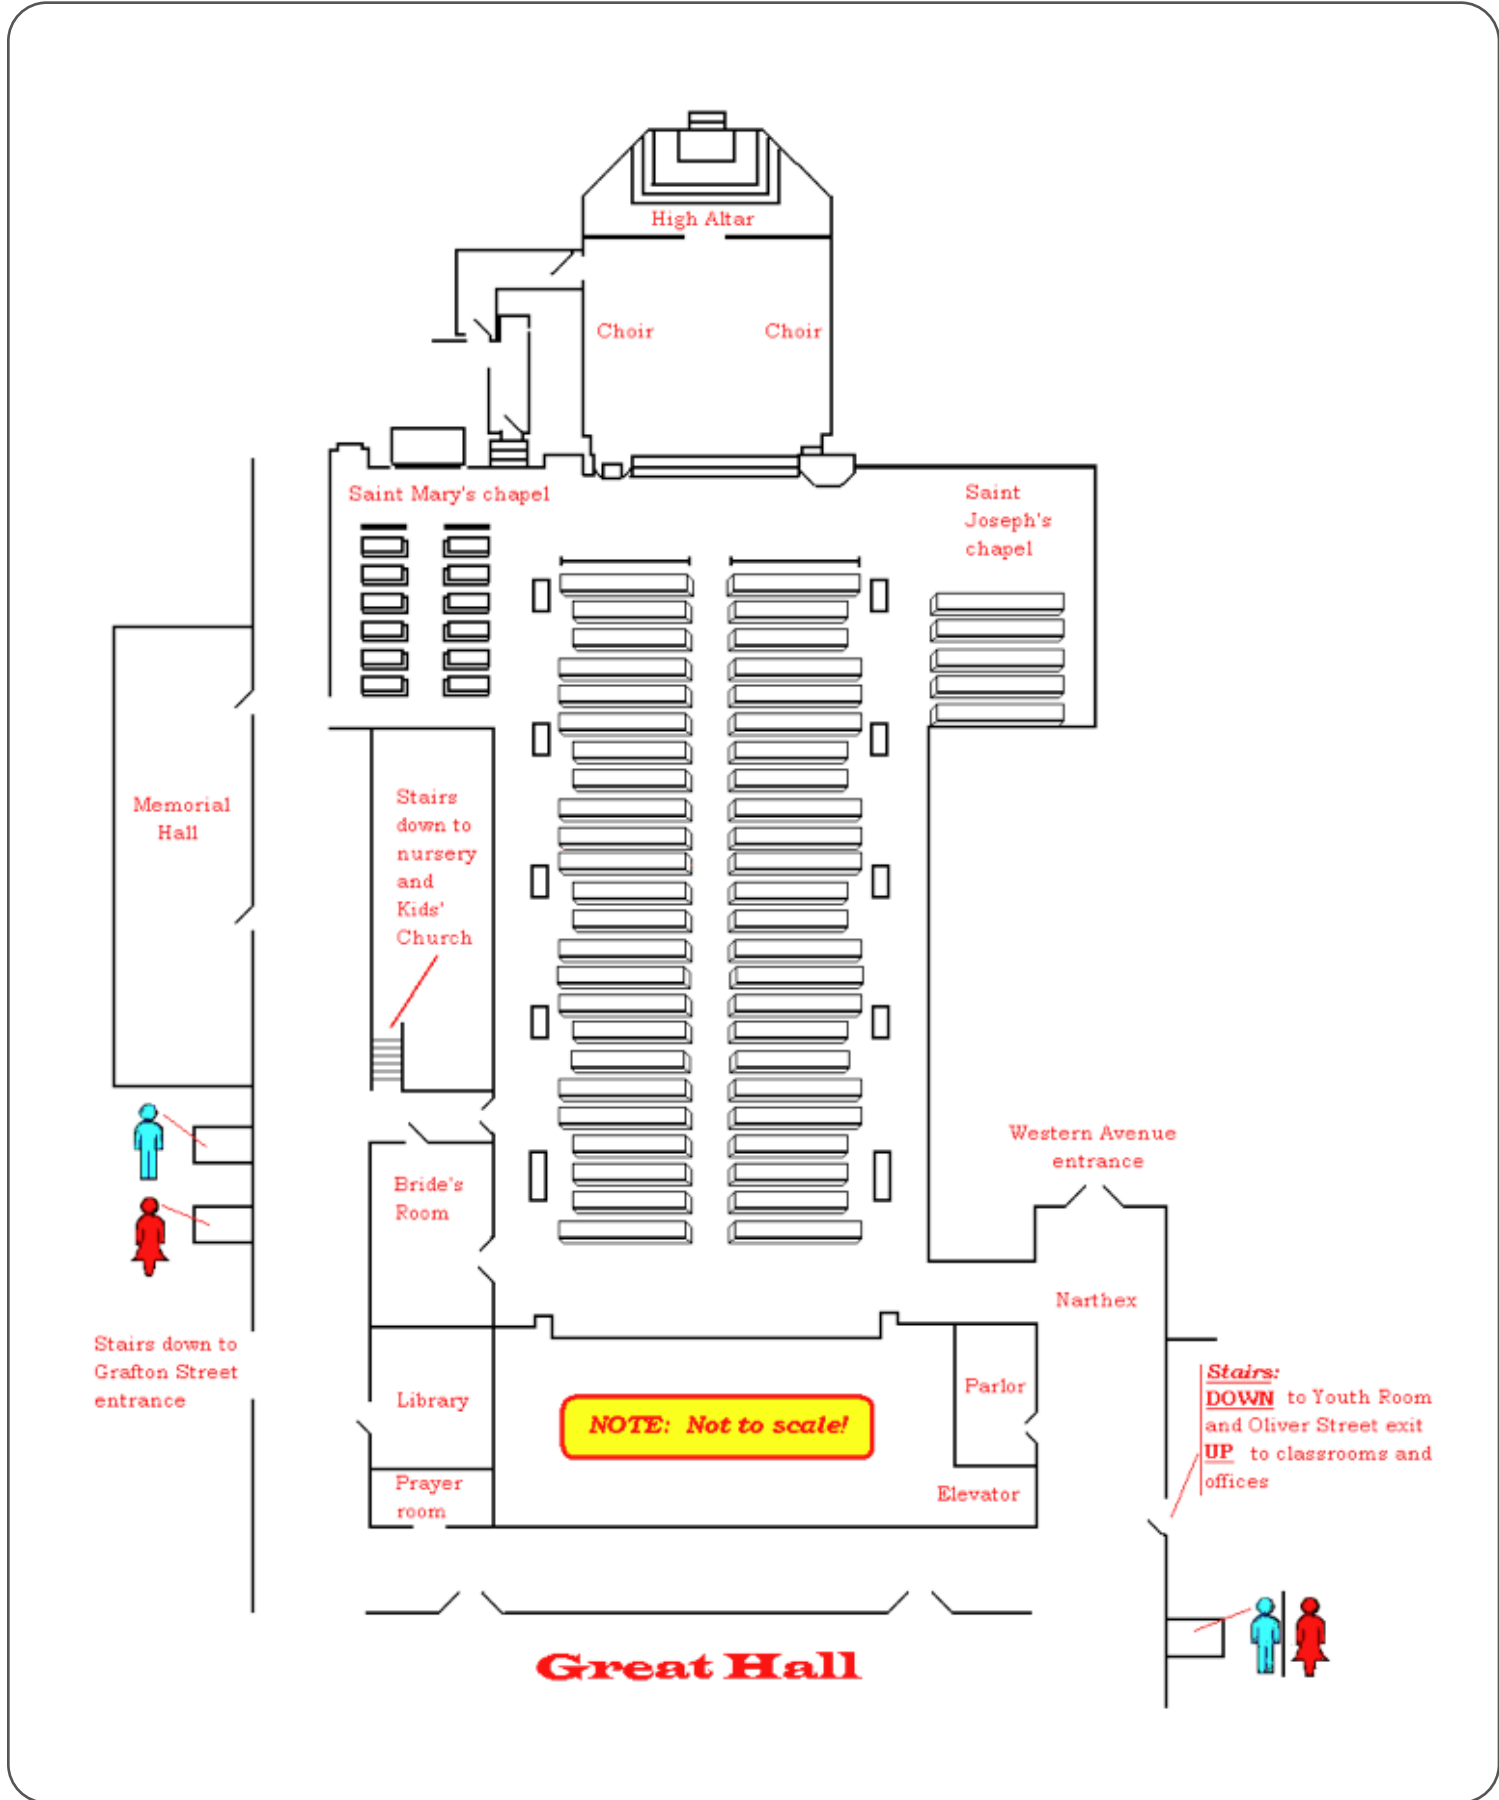 High Altar
Choir
Choir
Saint Mary's chapel
Saint
Joseph's
chapel
Memorial
Hall
Stairs
down to
nursery
and
Kids'
Church
Western Avenue
entrance
Bride's
Room
Narthex
Stairs down to
Grafton Street
entrance
Library
Parlor
Stairs:
DOWN to Youth Room
and Oliver Street exit
UP to classrooms and
offices
NOTE: Not to scale!
Prayer
room
Elevator
Great Hall